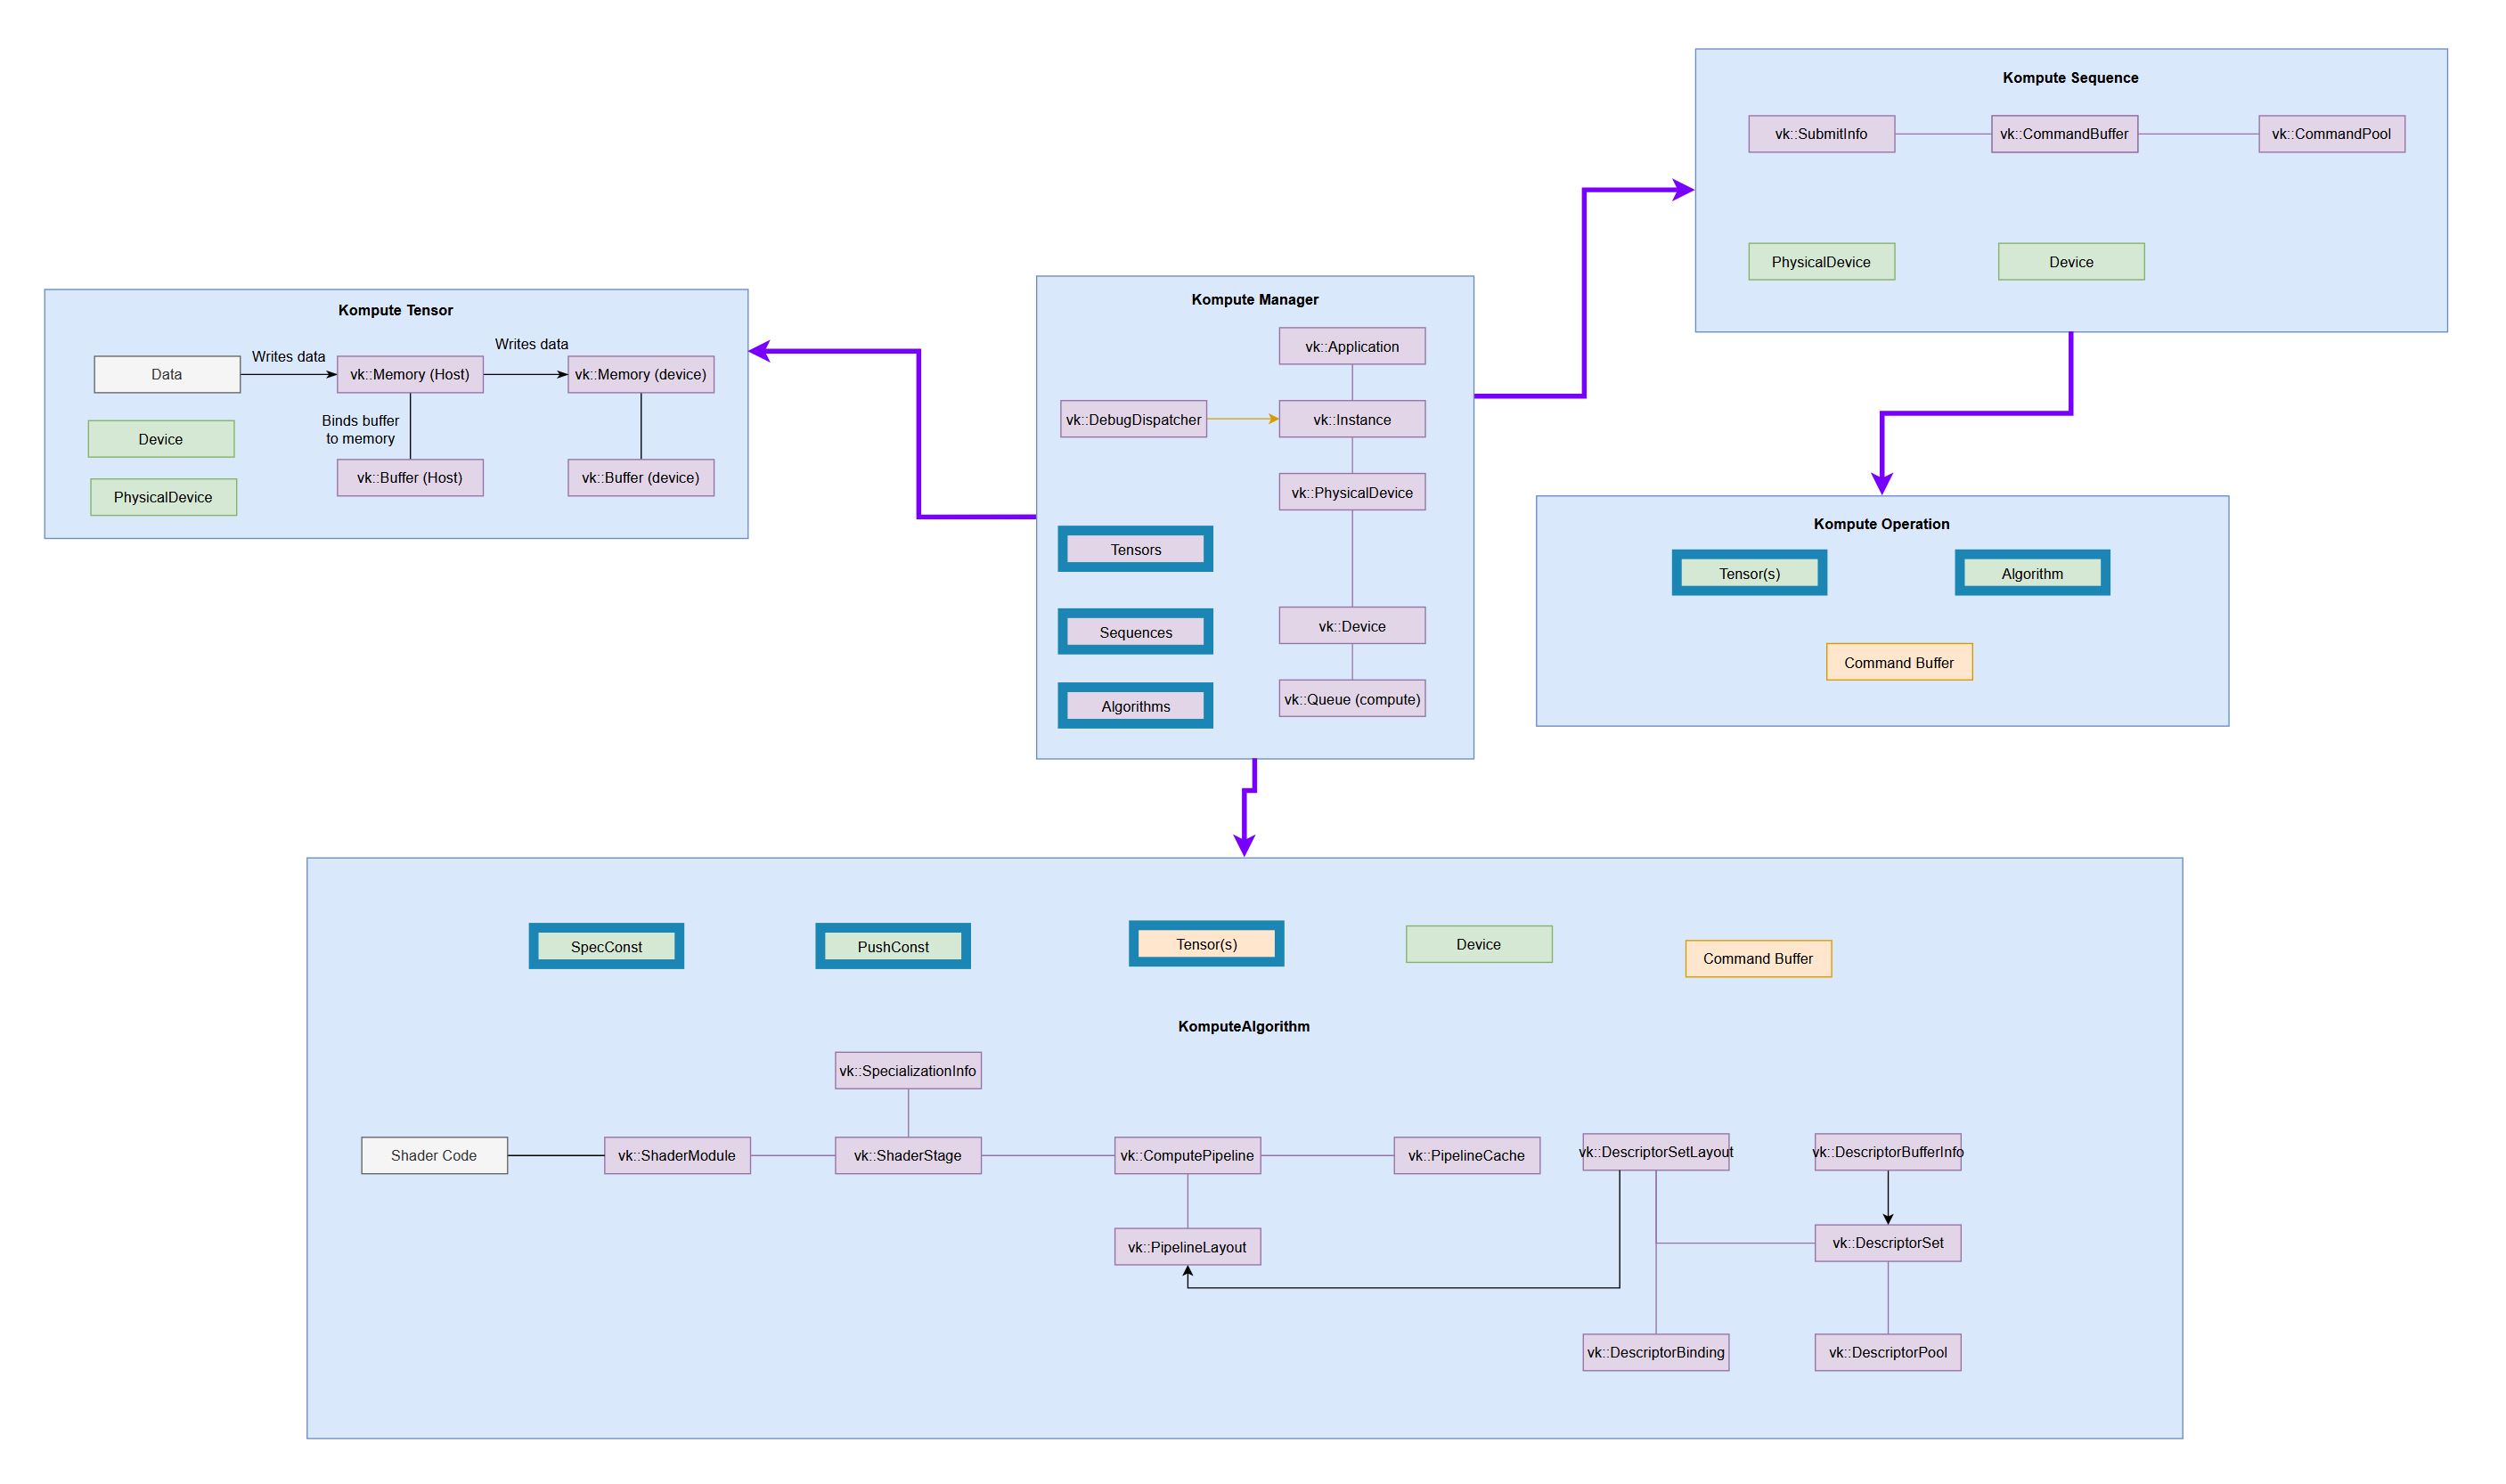 Kompute Sequence
vk::SubmitInfo
vk::CommandBuffer
vk::CommandPool
PhysicalDevice
Device
Kompute Tensor
Writes data
Writes data
Data
vk::Memory (Host)
vk::Memory (device)
Device
Binds buffer
to memory
PhysicalDevice
vk::Buffer (Host)
vk::Buffer (device)
Kompute Manager
vk::Application
vk::DebugDispatcher
vk::Instance
vk::PhysicalDevice
Tensors
Sequences
vk::Device
Algorithms
vk::Queue (compute)
Kompute Operation
Tensor(s)
Algorithm
Command Buffer
SpecConst
PushConst
Tensor(s)
Device
Command Buffer
KomputeAlgorithm
vk::SpecializationInfo
Shader Code
vk::ShaderModule
vk::ShaderStage
vk::ComputePipeline
vk::PipelineCache
vk::DescriptorSetLayout
vk::DescriptorBufferInfo
vk::PipelineLayout
vk::DescriptorSet
vk::DescriptorBinding
vk::DescriptorPool